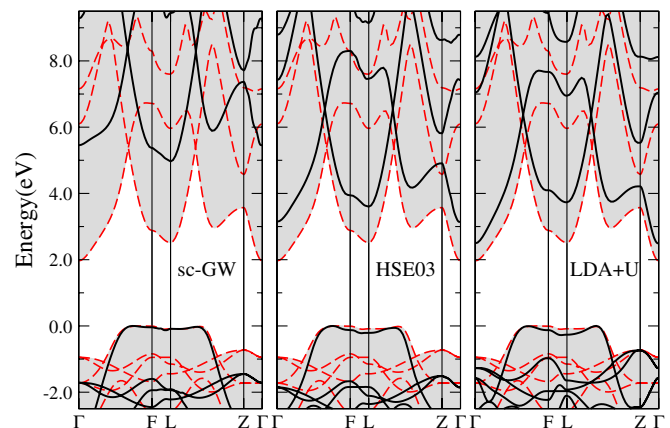 8.0
6.0
4.0
2.0
0.0
-2.0
Energy(eV)
sc-GW
HSE03
LDA+U
Γ F L Z Γ F L Z Γ F L Z Γ